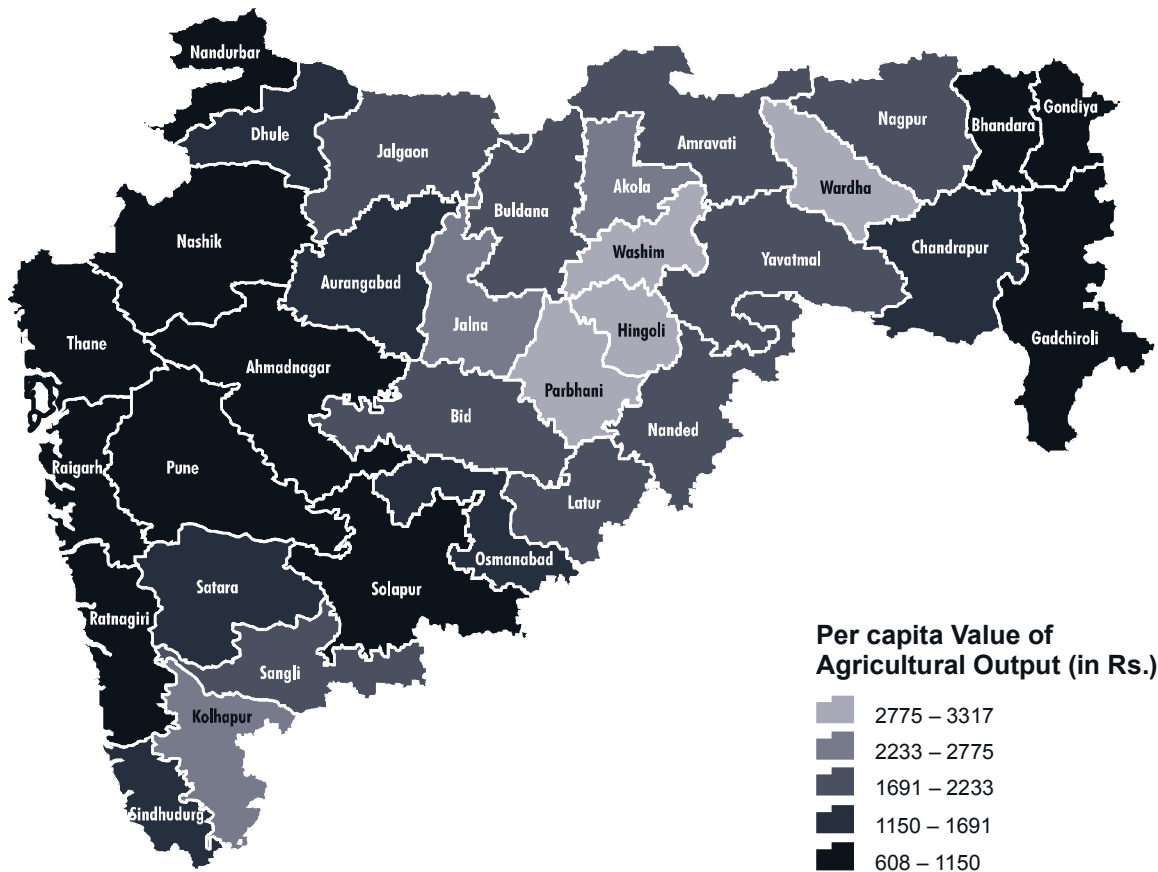 Nandurbar
Dhule
Jalgaon
Buldana
Akola
Amravati
Nagpur
Bhandara
Gondiya
Wardha
Washim
Yavatmal
Chandrapur
Gadchiroli
Nashik
Aurangabad
Jalna
Hingoli
Parbhani
Thane
Ahmadnagar
Bid
Nanded
Raigarh
Pune
Latur
Osmanabad
Satara
Solapur
Ratnagiri
Sangli
Kolhapur
Sindhudurg
Per capita Value of
Agricultural Output (in Rs.)
2775 – 3317
2233 – 2775
1691 – 2233
1150 – 1691
608 – 1150